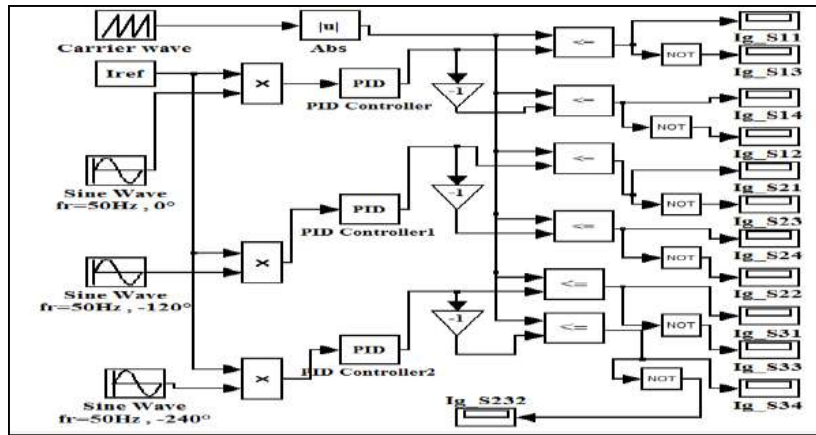 Carrier wave
|u|
Abs
<=
Ig_S11
NOT
Ig_S13
Iref
×
PID
PID Controller
-1
<=
Ig_S14
NOT
Ig_S12
Sine Wave
fr=50Hz , 0°
<=
Ig_S21
PID
PID Controller1
-1
NOT
Ig_S23
<=
Ig_S24
×
NOT
Ig_S22
Sine Wave
fr=50Hz , -120°
<=
Ig_S31
-1
<=
NOT
Ig_S33
PID
PID Controller2
×
NOT
Ig_S34
Sine Wave
fr=50Hz , -240°
Ig_S232